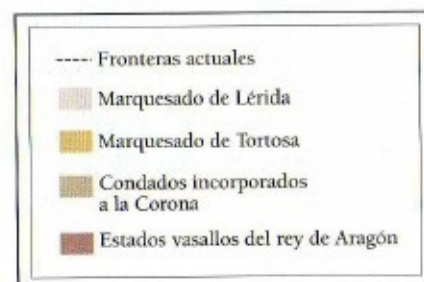 Fronteras actuales
Marquesado de Lérida
Marquesado de Tortosa
Condados incorporados
a la Corona
Estados vasallos del rey de Aragón